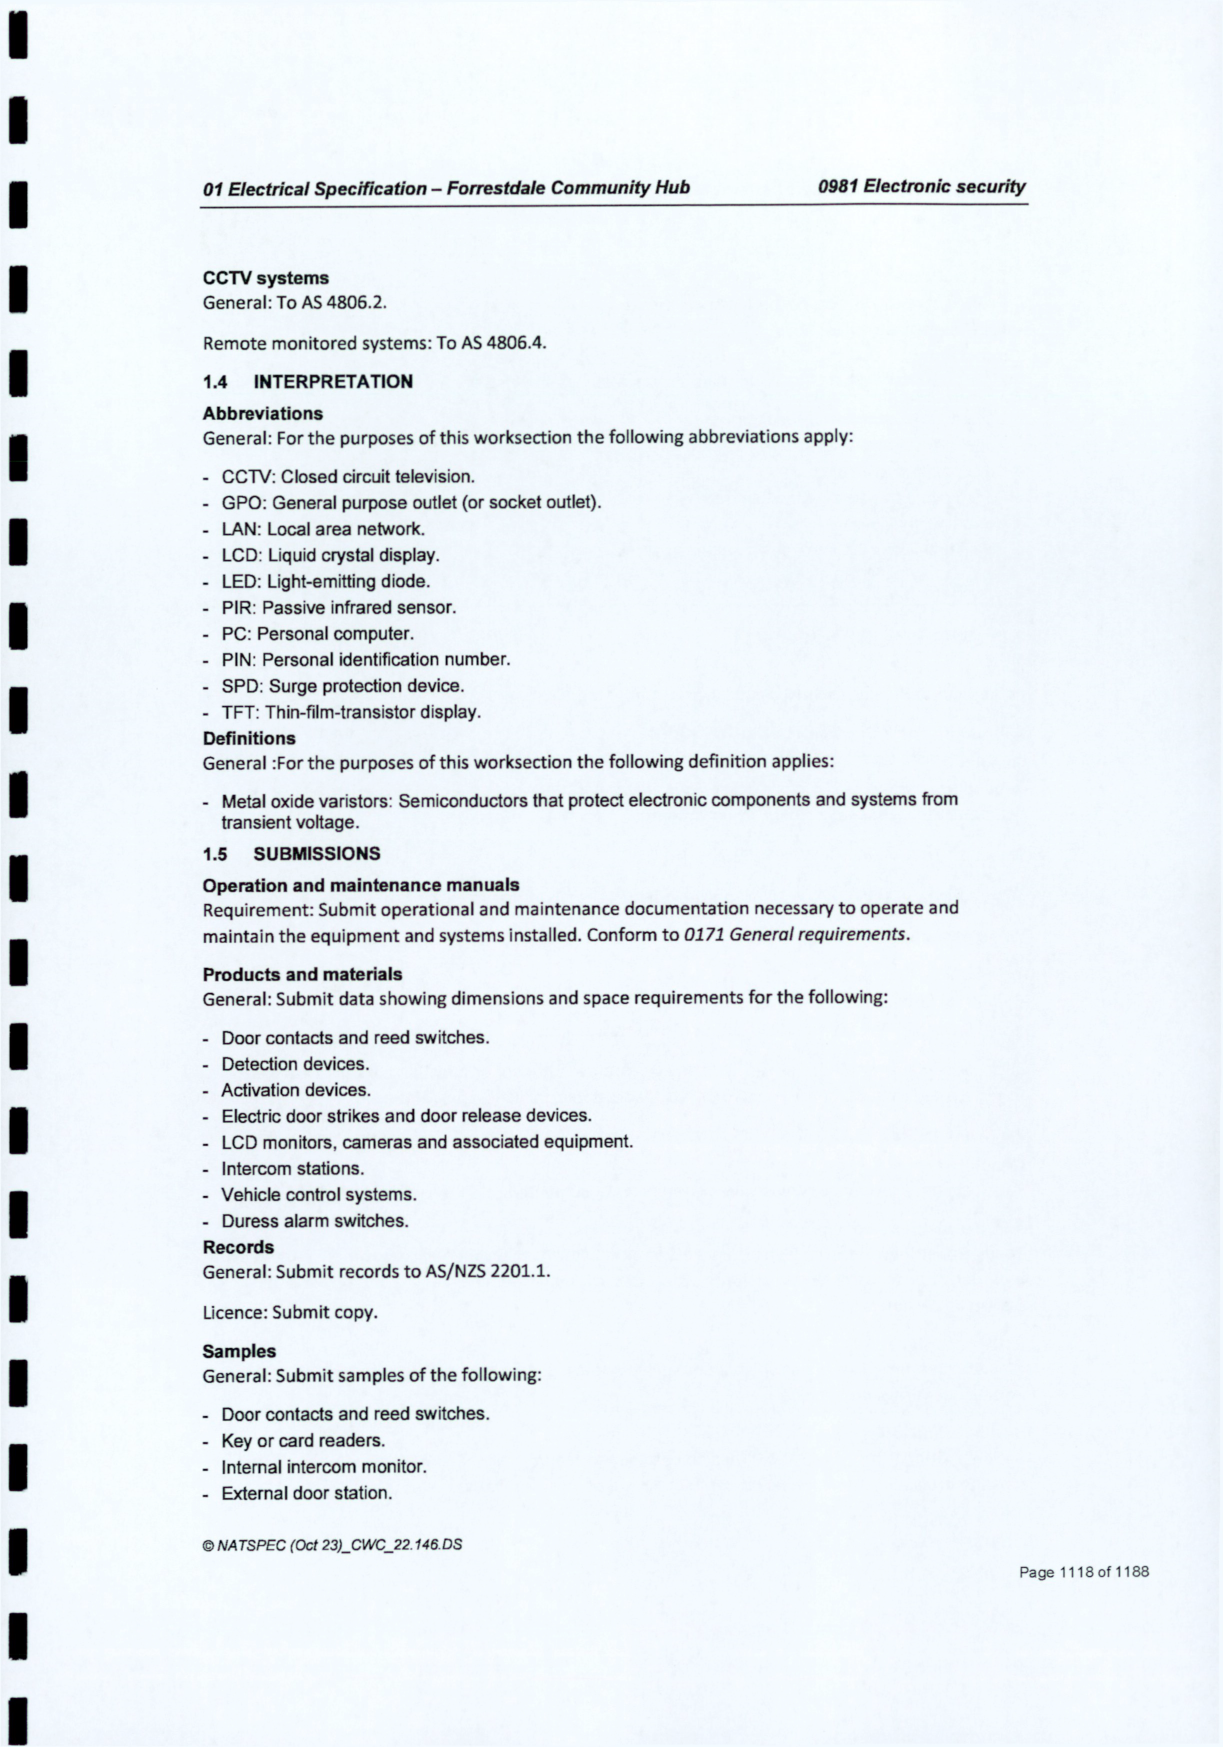 01 Electrical Specification – Forrestdale Community Hub 0981 Electronic security
CCTV systems
General: To AS 4806.2.
Remote monitored systems: To AS 4806.4.
1.4 INTERPRETATION
Abbreviations
General: For the purposes of this worksection the following abbreviations apply:
- CCTV: Closed circuit television.
- GPO: General purpose outlet (or socket outlet).
- LAN: Local area network.
- LCD: Liquid crystal display.
- LED: Light-emitting diode.
- PIR: Passive infrared sensor.
- PC: Personal computer.
- PIN: Personal identification number.
- SPD: Surge protection device.
- TFT: Thin-film-transistor display.
Definitions
General :For the purposes of this worksection the following definition applies:
- Metal oxide varistors: Semiconductors that protect electronic components and systems from
transient voltage.
1.5 SUBMISSIONS
Operation and maintenance manuals
Requirement: Submit operational and maintenance documentation necessary to operate and
maintain the equipment and systems installed. Conform to 0171 General requirements.
Products and materials
General: Submit data showing dimensions and space requirements for the following:
- Door contacts and reed switches.
- Detection devices.
- Activation devices.
- Electric door strikes and door release devices.
- LCD monitors, cameras and associated equipment.
- Intercom stations.
- Vehicle control systems.
- Duress alarm switches.
Records
General: Submit records to AS/NZS 2201.1.
Licence: Submit copy.
Samples
General: Submit samples of the following:
- Door contacts and reed switches.
- Key or card readers.
- Internal intercom monitor.
- External door station.
© NATSPEC (Oct 23)_CWC_22.146.DS
Page 1118 of 1188